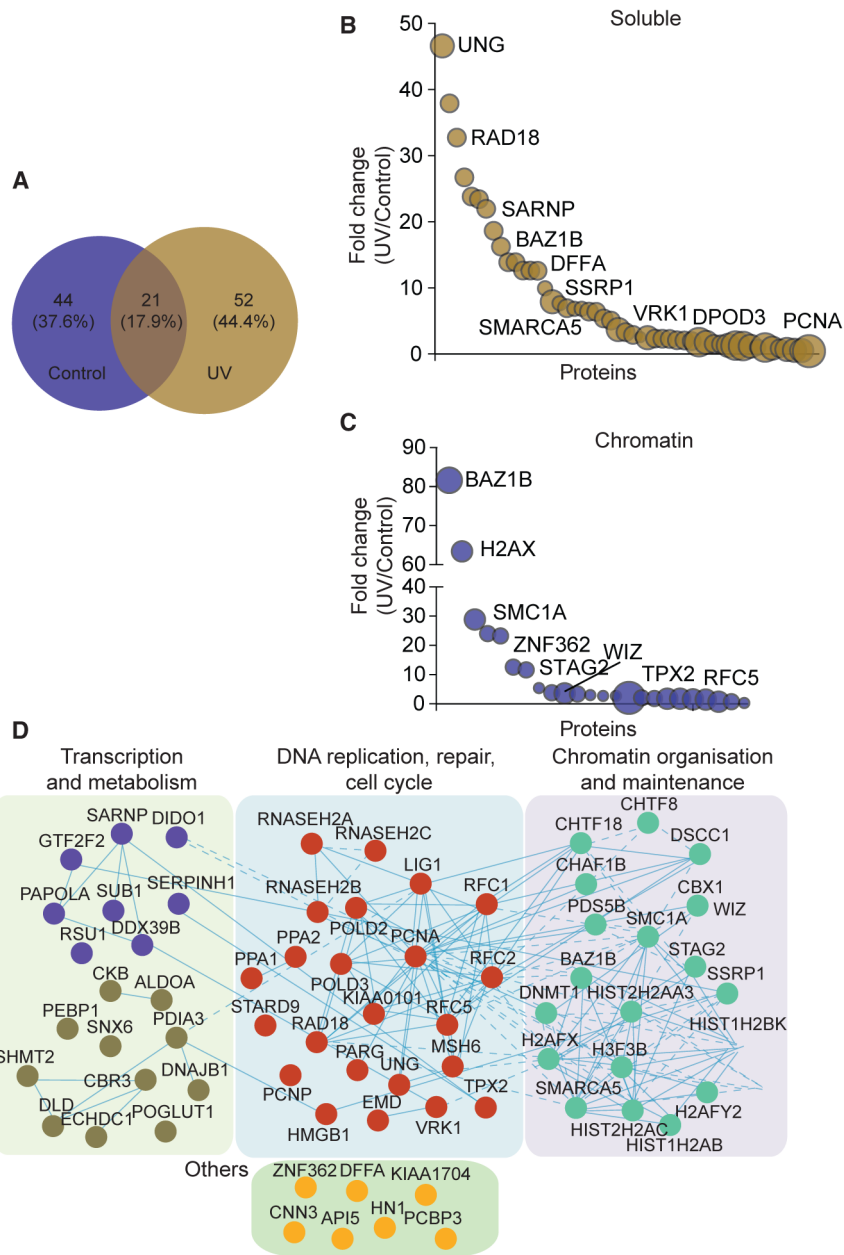 A
44
(37.6%)
21
(17.9%)
52
(44.4%)
Control
UV
B
Soluble
Fold change
(UV/Control)
50
40
30
20
10
0
UNG
RAD18
SARNP
BAZ1B
DFFA
SSRP1
SMARCA5
VRK1
DPOD3
PCNA
Proteins
C
Chromatin
Fold change
(UV/Control)
90
80
70
60
40
30
20
10
0
BAZ1B
H2AX
SMC1A
ZNF362
STAG2
WIZ
TPX2
RFC5
Proteins
D
Transcription
and metabolism
SARNP
DIDO1
GTF2F2
PAPOLA
SUB1
SERPINH1
RSU1
DDX39B
CKB
ALDOA
PEBP1
SNX6
PDIA3
SHMT2
CBR3
DNAJB1
DLD
ECHDC1
POGLUT1
DNA replication, repair,
cell cycle
RNASEH2A
RNASEH2C
LIG1
RNASEH2B
RFC1
POLD2
PPA2
PCNA
PPA1
RFC2
POLD3
KIAA0101
STARD9
RFC5
RAD18
MSH6
PARG
UNG
PCNP
TPX2
EMD
HMGB1
VRK1
Chromatin organisation
and maintenance
CHTF8
CHTF18
DSCC1
CHAF1B
CBX1
PDS5B
WIZ
SMC1A
STAG2
BAZ1B
SSRP1
DNMT1
HIST2H2AA3
HIST1H2BK
H2AFX
H3F3B
SMARCA5
H2AFY2
HIST2H2AC
HIST1H2AB
Others
ZNF362
DFFA
KIAA1704
CNN3
API5
HN1
PCBP3